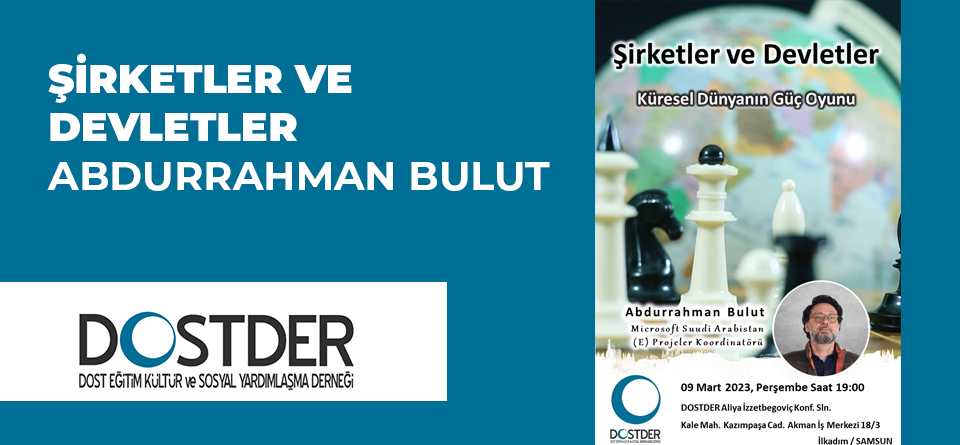 ŞİRKETLER VE
DEVLETLER
ABDURRAHMAN BULUT
DOSTDER
DOST EĞİTİM KÜLTÜR ve SOSYAL YARDIMLAŞMA DERNEĞİ
Şirketler ve Devletler
Küresel Dünyanın Güç Oyunu
Abdurrahman Bulut
Microsoft Suudi Arabistan
(E) Projeler Koordinatörü
09 Mart 2023, Perşembe Saat 19:00
DOSTDER Aliya İzzetbegoviç Konf. Sln.
Kale Mah. Kazımpaşa Cad. Akman İş Merkezi 18/3
İlkadım / SAMSUN
DOSTDER